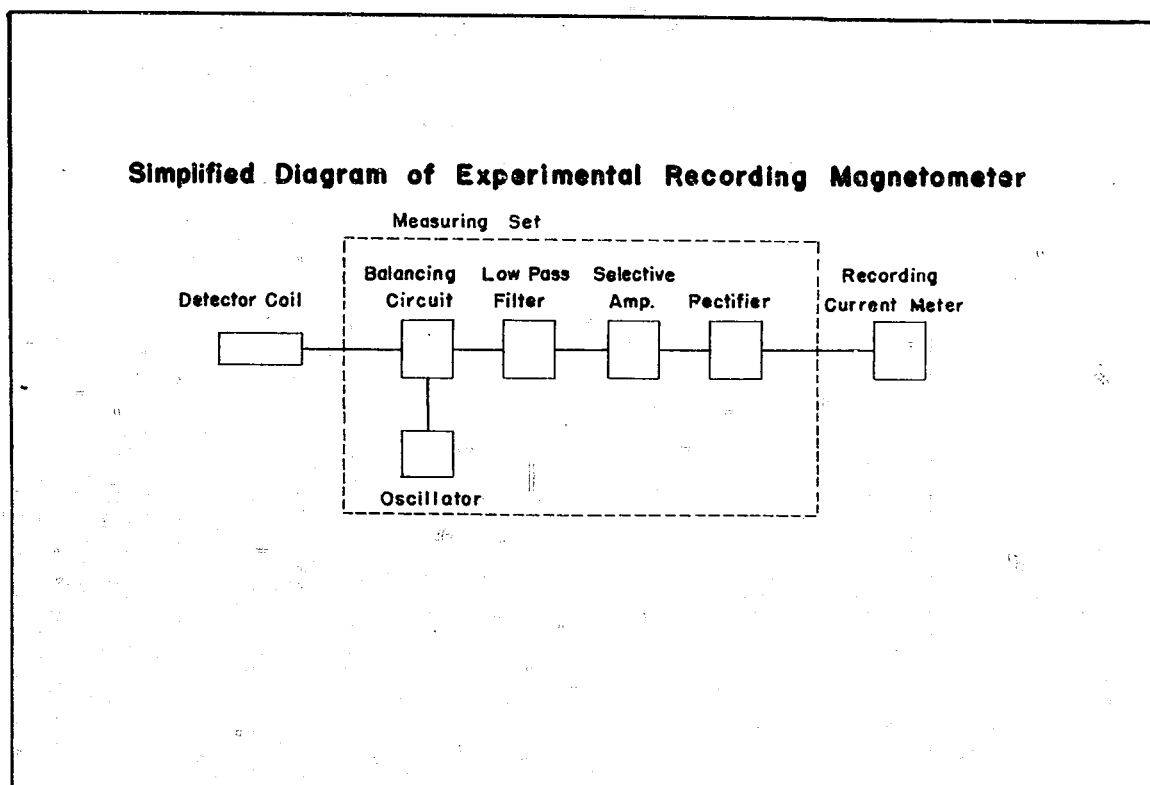 Simplified Diagram of Experimental Recording Magnetometer
Measuring Set
Detector Coil
Balancing
Circuit
Low Pass
Filter
Selective
Amp.
Rectifier
Recording
Current Meter
Oscillator